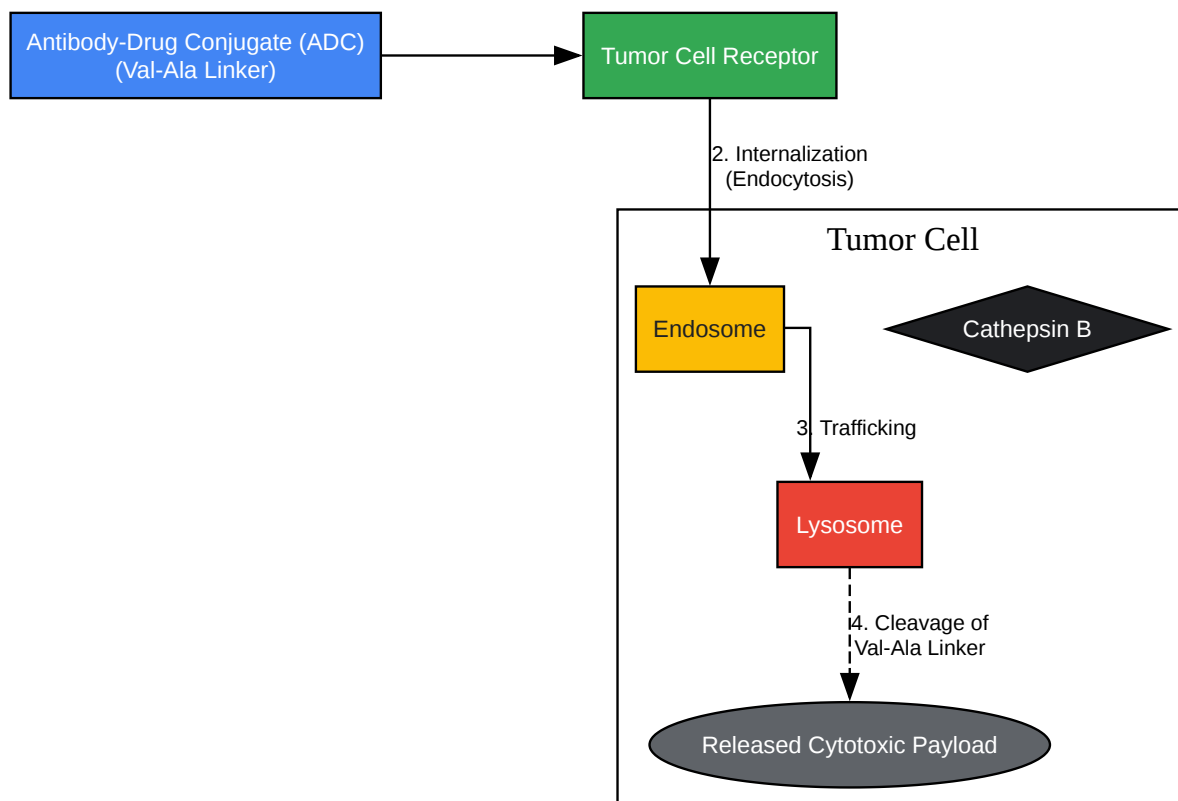 Antibody-Drug Conjugate (ADC)
(Val-Ala Linker)
Tumor Cell Receptor
2. Internalization
(Endocytosis)
Tumor Cell
Endosome
Cathepsin B
3. Trafficking
Lysosome
4. Cleavage of
Val-Ala Linker
Released Cytotoxic Payload